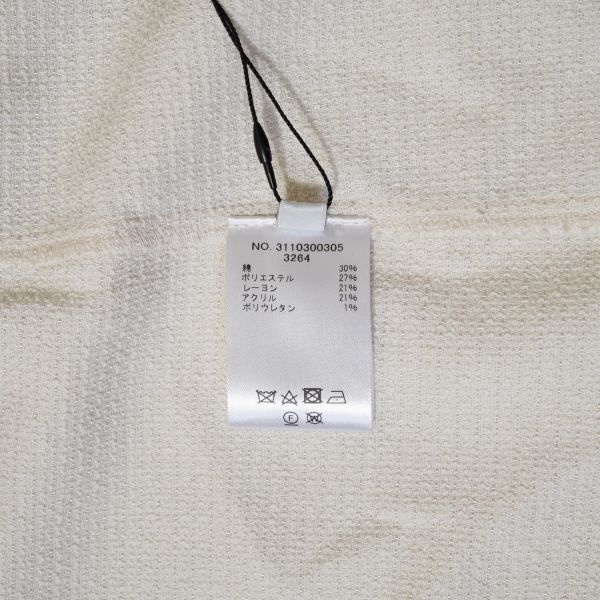 NO. 3110300305
3264
綿 30%
ポリエステル 27%
レーヨン 21%
アクリル 21%
ポリウレタン 1%
F
W